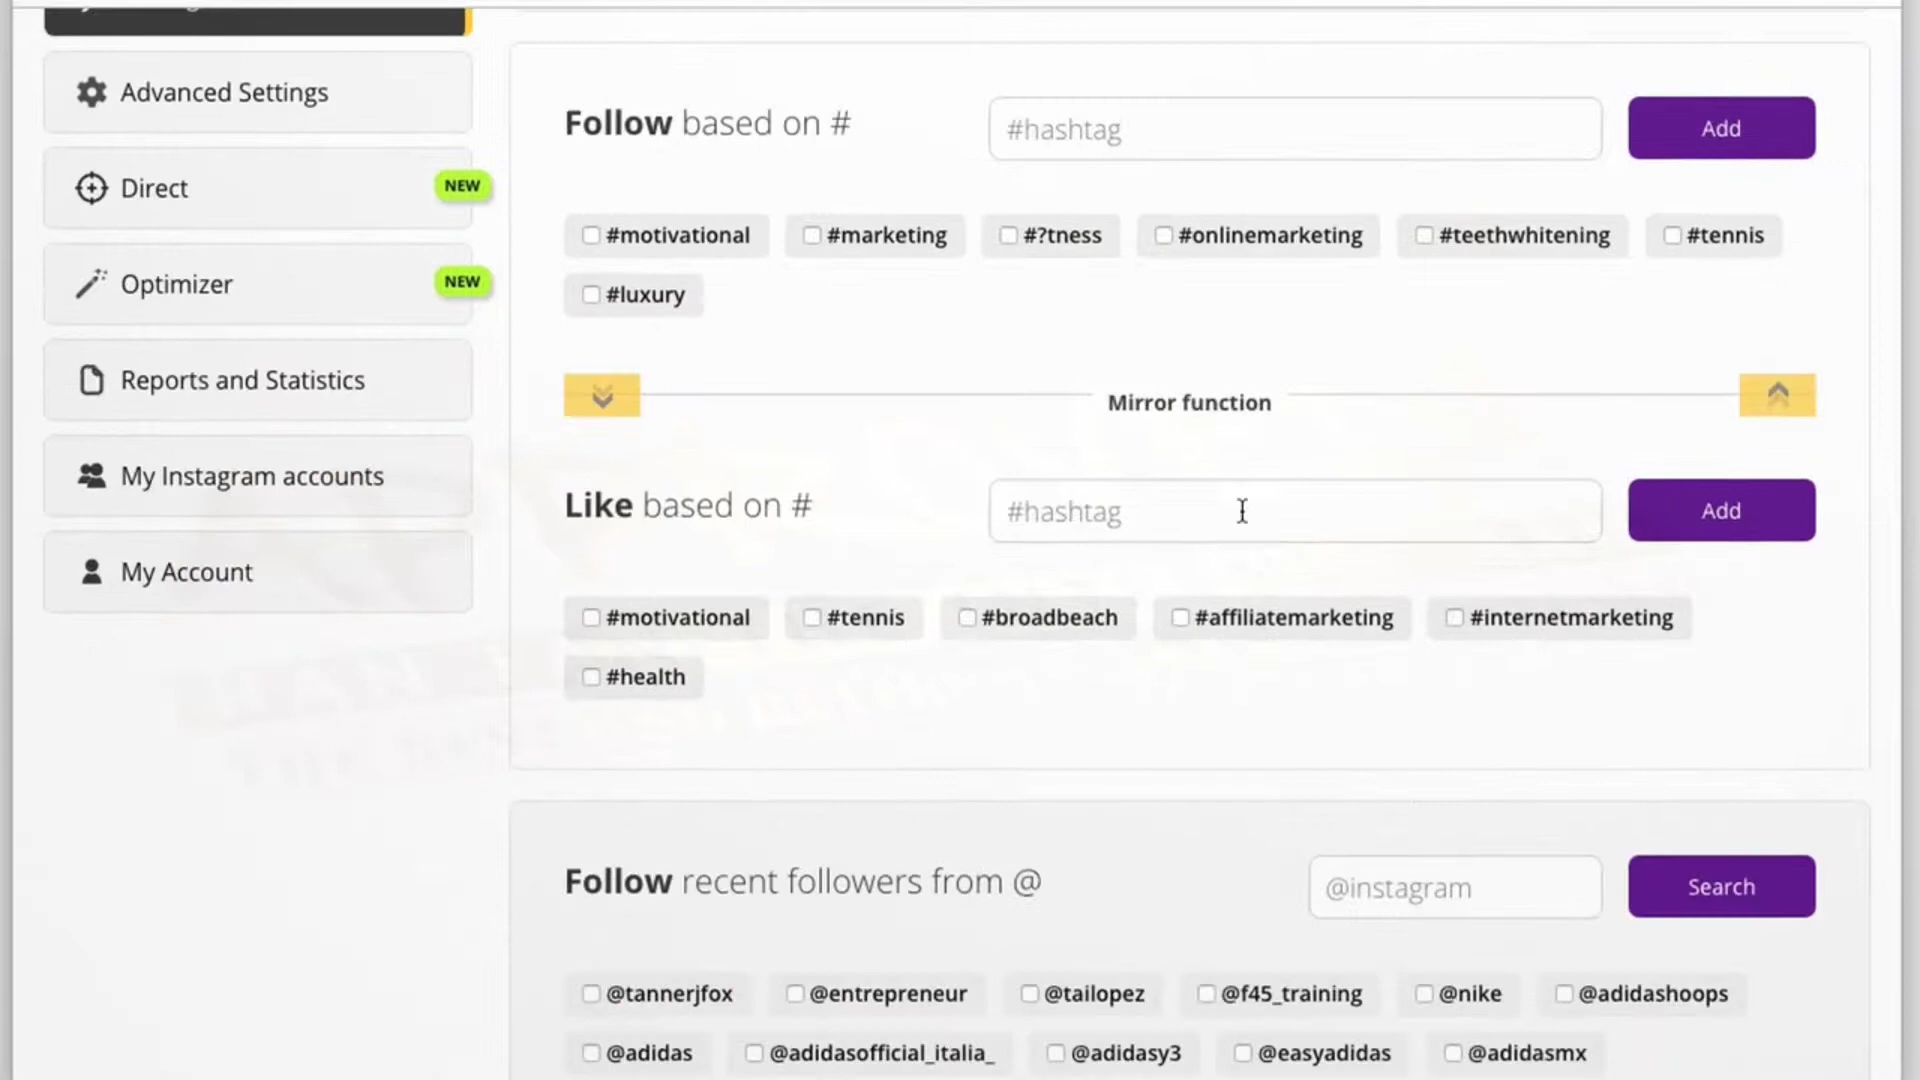 Advanced Settings
Direct NEW
Optimizer NEW
Reports and Statistics
My Instagram accounts
My Account
Follow based on # #hashtag Add
#motivational #marketing #?tness #onlinemarketing #teethwhitening #tennis
#luxury
Mirror function
Like based on # #hashtag Add
#motivational #tennis #broadbeach #affiliatemarketing #internetmarketing
#health
Follow recent followers from @ @instagram Search
@tannerjfox @entrepreneur @tailopez @f45_training @nike @adidashoops
@adidas @adidasofficial_italia_ @adidasy3 @easyadidas @adidasmx